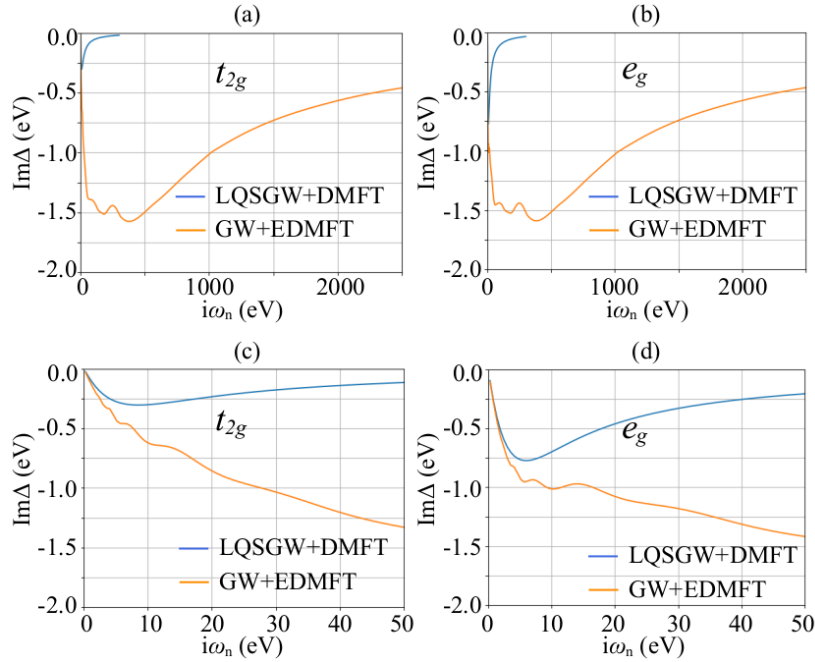 (a)
0.0
-0.5
-1.0
-1.5
-2.0
ImΔ (eV)
t2g
LQSGW+DMFT
GW+EDMFT
0
1000
2000
iωn (eV)
(b)
0.0
-0.5
-1.0
-1.5
-2.0
ImΔ (eV)
eg
LQSGW+DMFT
GW+EDMFT
0
1000
2000
iωn (eV)
(c)
0.0
-0.5
-1.0
-1.5
-2.0
ImΔ (eV)
t2g
LQSGW+DMFT
GW+EDMFT
0 10 20 30 40 50
iωn (eV)
(d)
0.0
-0.5
-1.0
-1.5
-2.0
ImΔ (eV)
eg
LQSGW+DMFT
GW+EDMFT
0 10 20 30 40 50
iωn (eV)